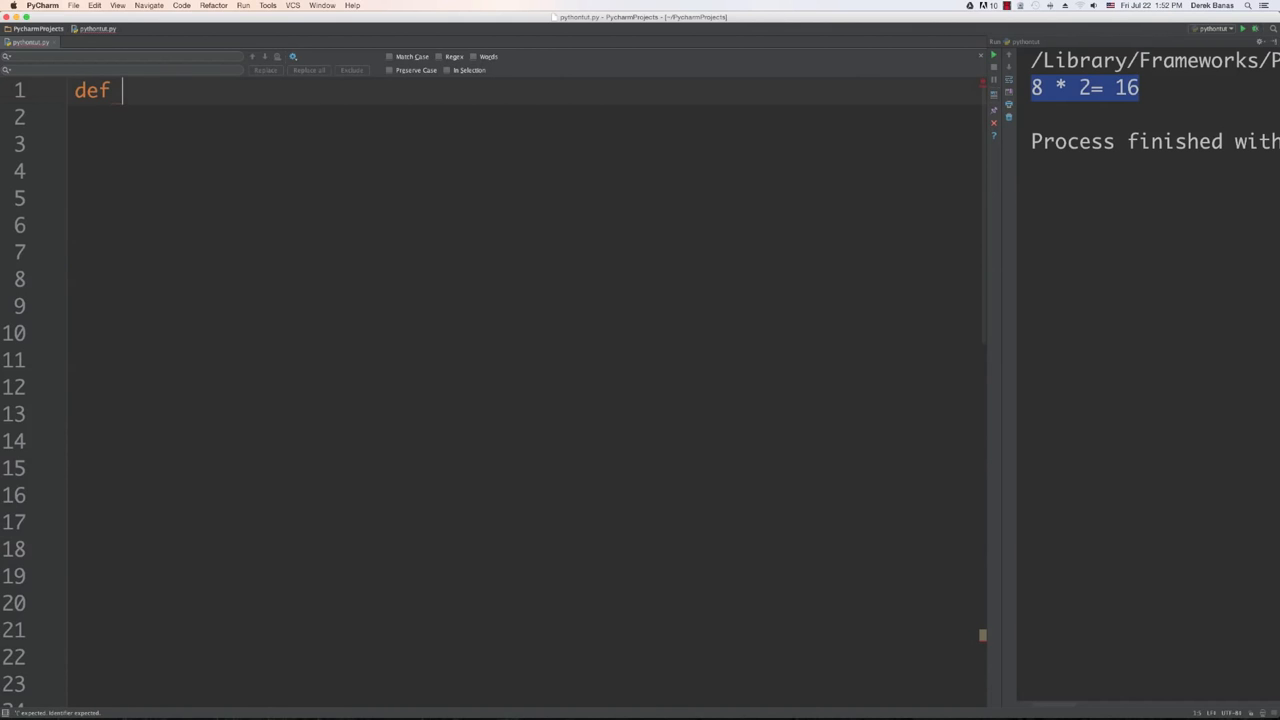 PyCharm File Edit View Navigate Code Refactor Run Tools VCS Window Help
10 Fri Jul 22 1:52 PM Derek Banas
pythontut.py - PycharmProjects - [~/PycharmProjects]
PycharmProjects pythontut.py
pythontut
pythontut.py
Run pythontut
Match Case Regex Words
Replace Replace all Exclude Preserve Case In Selection
1 def
2
3
4
5
6
7
8
9
10
11
12
13
14
15
16
17
18
19
20
21
22
23
/Library/Frameworks/P
8 * 2= 16
Process finished with
'(' expected. Identifier expected.
1:5 LF÷ UTF-8÷